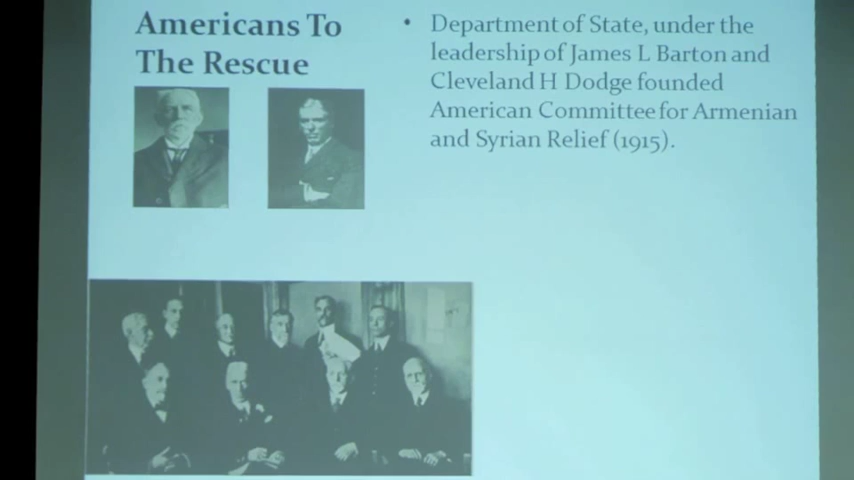 Americans To
The Rescue
• Department of State, under the
leadership of James L Barton and
Cleveland H Dodge founded
American Committee for Armenian
and Syrian Relief (1915).